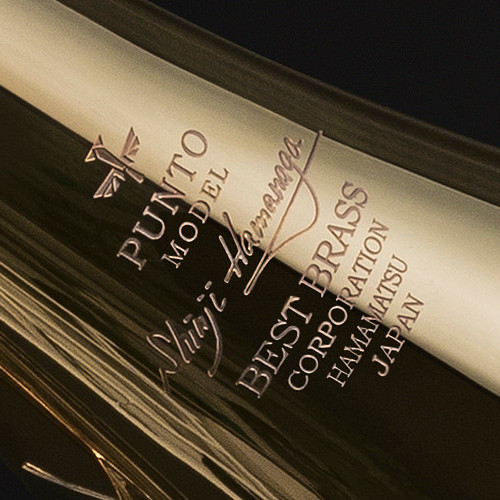 PUNTO
MODEL
Shinji Hamanaga
BEST BRASS
CORPORATION
HAMAMATSU
JAPAN